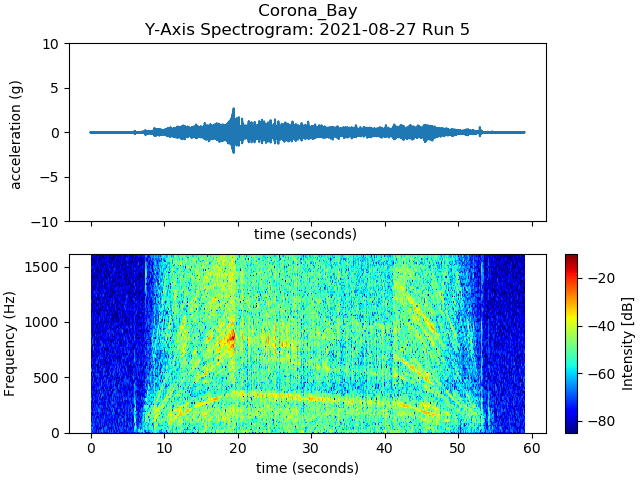 Corona_Bay
Y-Axis Spectrogram: 2021-08-27 Run 5
10
5
0
−5
−10
acceleration (g)
time (seconds)
1500
1000
500
0
Frequency (Hz)
0 10 20 30 40 50 60
time (seconds)
−20
−40
−60
−80
Intensity [dB]